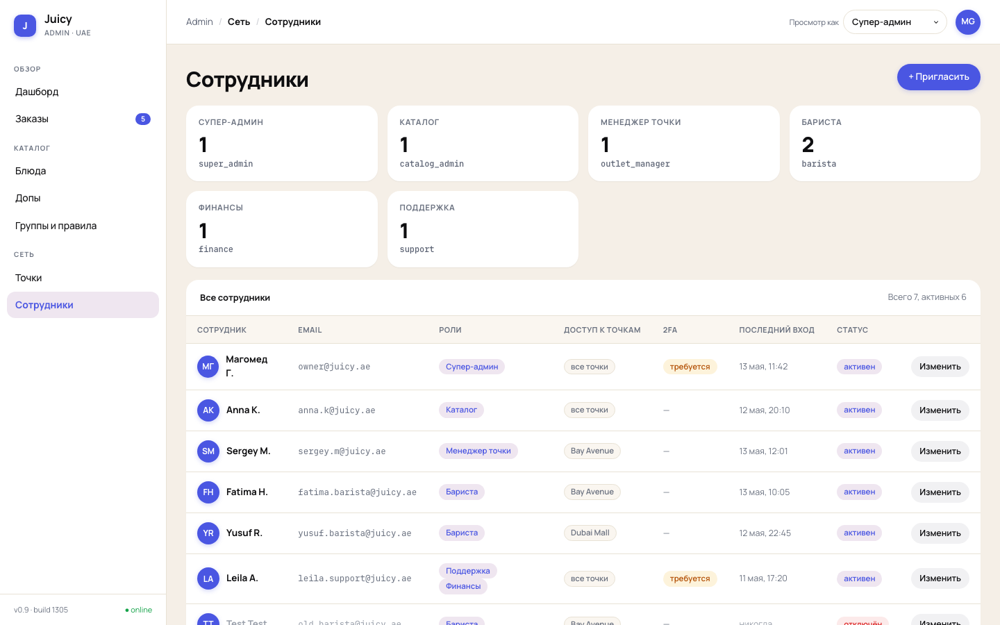 J
Juicy
ADMIN · UAE
ОБЗОР
Дашборд
Заказы 5
КАТАЛОГ
Блюда
Допы
Группы и правила
СЕТЬ
Точки
Сотрудники
v0.9 · build 1305 online
Admin / Сеть / Сотрудники
Просмотр как Супер-админ MG
Сотрудники
+ Пригласить
СУПЕР-АДМИН
1
super_admin
КАТАЛОГ
1
catalog_admin
МЕНЕДЖЕР ТОЧКИ
1
outlet_manager
БАРИСТА
2
barista
ФИНАНСЫ
1
finance
ПОДДЕРЖКА
1
support
Все сотрудники Всего 7, активных 6
СОТРУДНИК EMAIL РОЛИ ДОСТУП К ТОЧКАМ 2FA ПОСЛЕДНИЙ ВХОД СТАТУС
МГ Магомед Г. owner@juicy.ae Супер-админ все точки требуется 13 мая, 11:42 активен Изменить
AK Anna K. anna.k@juicy.ae Каталог все точки — 12 мая, 20:10 активен Изменить
SM Sergey M. sergey.m@juicy.ae Менеджер точки Bay Avenue — 13 мая, 12:01 активен Изменить
FH Fatima H. fatima.barista@juicy.ae Бариста Bay Avenue — 13 мая, 10:05 активен Изменить
YR Yusuf R. yusuf.barista@juicy.ae Бариста Dubai Mall — 12 мая, 22:45 активен Изменить
LA Leila A. leila.support@juicy.ae Поддержка Финансы все точки требуется 11 мая, 17:20 активен Изменить
TT Test Test old.barista@juicy.ae Бариста Bay Avenue — никогда отключён Изменить